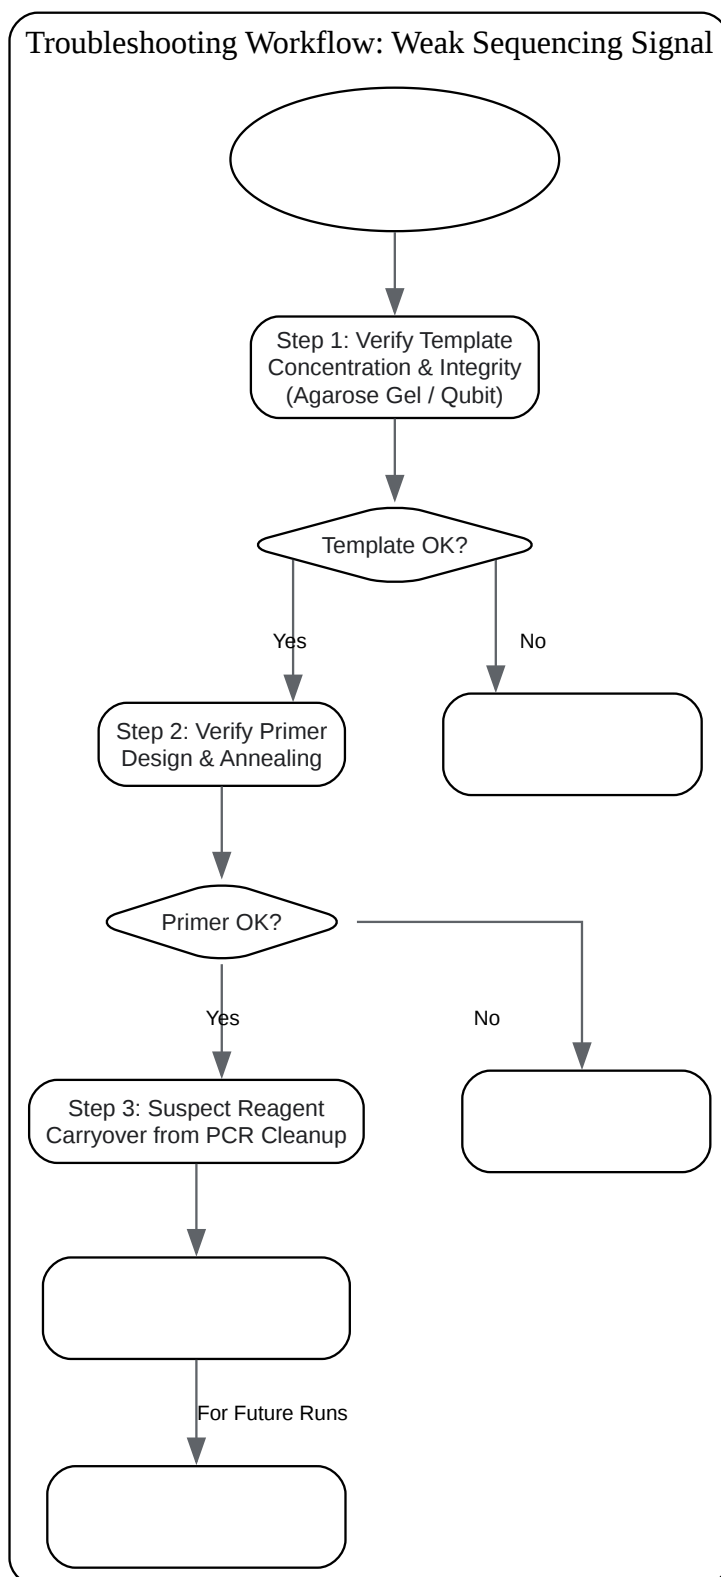 Troubleshooting Workflow: Weak Sequencing Signal
Step 1: Verify Template
Concentration & Integrity
(Agarose Gel / Qubit)
Template OK?
Yes
No
Step 2: Verify Primer
Design & Annealing
Primer OK?
Yes
No
Step 3: Suspect Reagent
Carryover from PCR Cleanup
For Future Runs